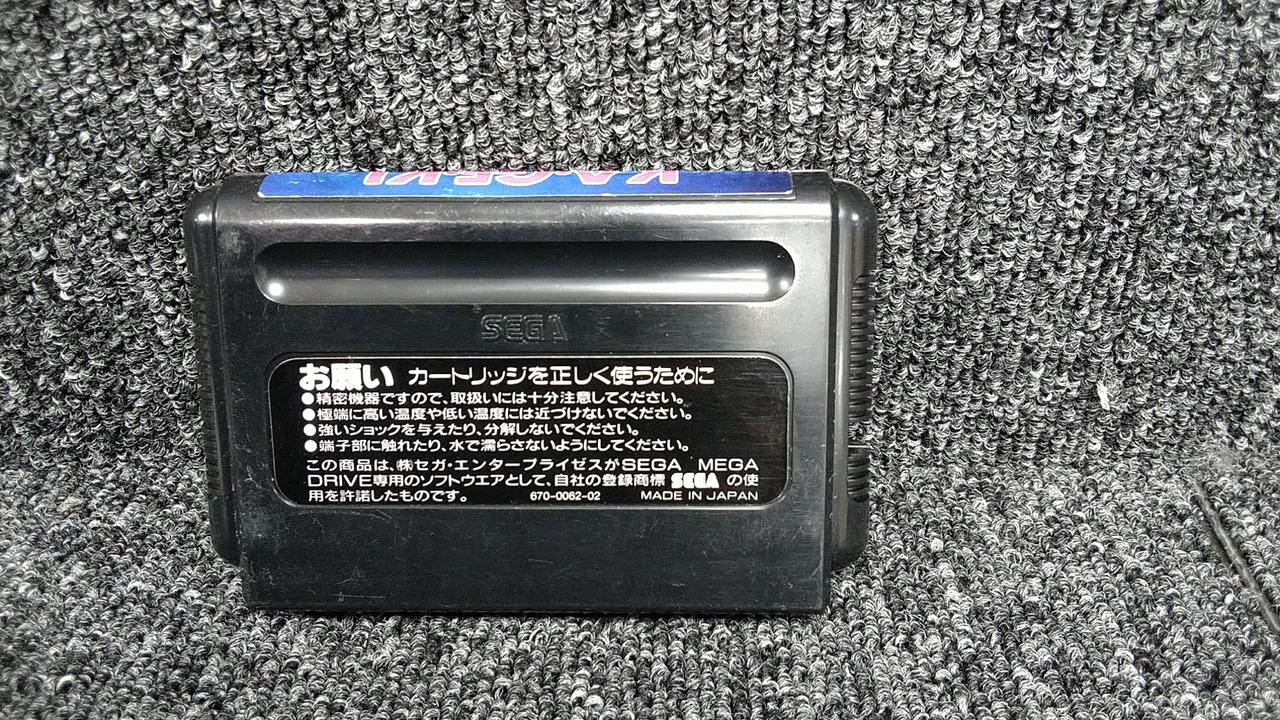 KA・GE・KI
SEGA
お願い カートリッジを正しく使うために
●精密機器ですので、取扱いには十分注意してください。
●極端に高い温度や低い温度には近づけないでください。
●強いショックを与えたり、分解しないでください。
●端子部に触れたり、水で濡らさないようにしてください。
この商品は、㈱セガ・エンタープライゼスがSEGA MEGA
DRIVE専用のソフトウエアとして、自社の登録商標 SEGA の使
用を許諾したものです。 670-0062-02 MADE IN JAPAN